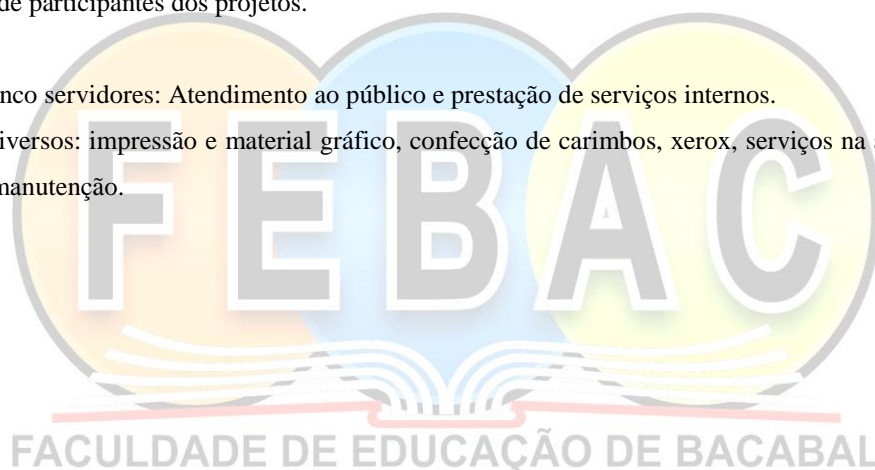 de participantes dos projetos.
nco servidores: Atendimento ao público e prestação de serviços internos.
iversos: impressão e material gráfico, confecção de carimbos, xerox, serviços na
manutenção.
FEBAC
FACULDADE DE EDUCAÇÃO DE BACABAL